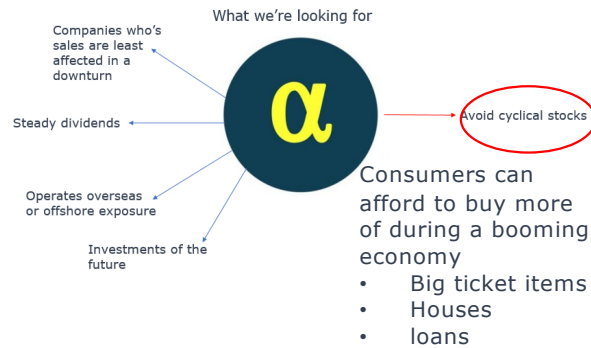 What we're looking for
Companies who's
sales are least
affected in a
downturn
Steady dividends
Operates overseas
or offshore exposure
Investments of the
future
α
Avoid cyclical stocks
Consumers can
afford to buy more
of during a booming
economy
• Big ticket items
• Houses
• loans